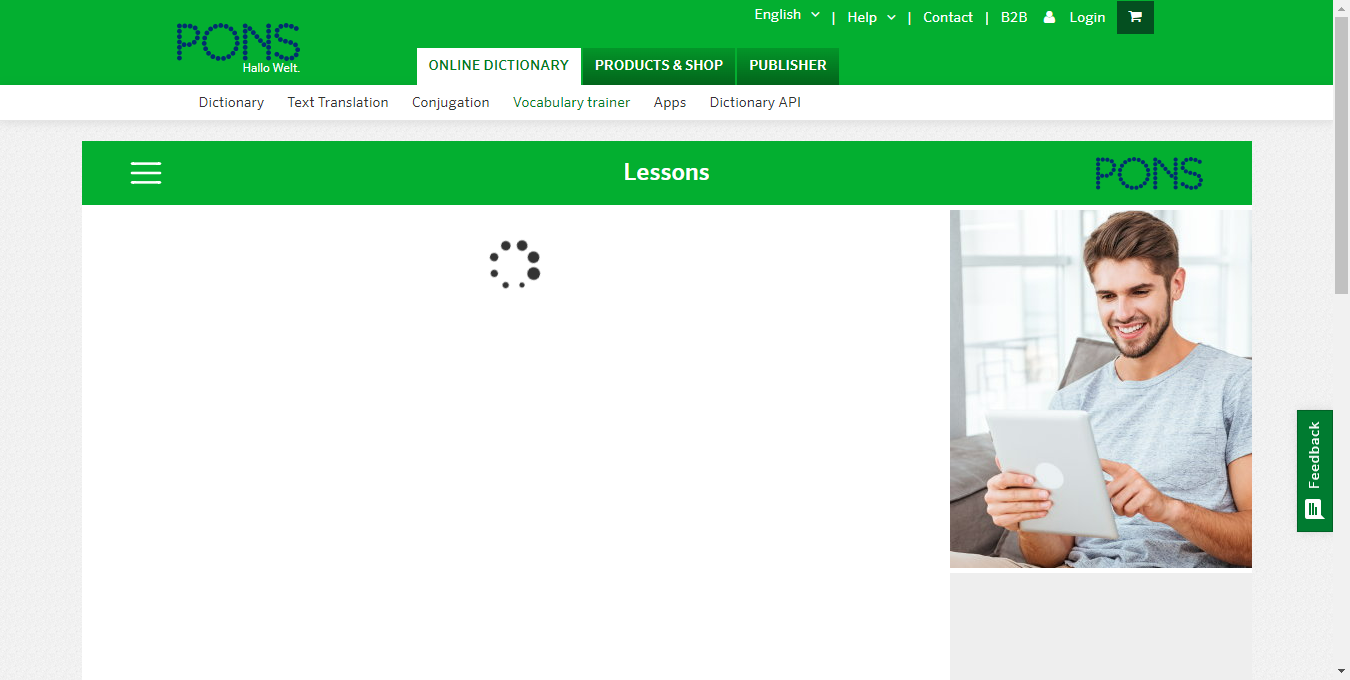 PONS
Hallo Welt.
English | Help | Contact | B2B Login
ONLINE DICTIONARY PRODUCTS & SHOP PUBLISHER
Dictionary Text Translation Conjugation Vocabulary trainer Apps Dictionary API
Lessons
PONS
Feedback